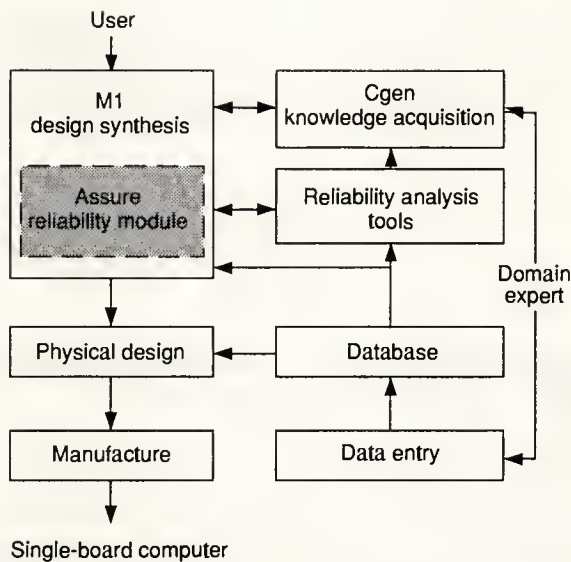 User
M1
design synthesis
Assure
reliability module
Cgen
knowledge acquisition
Reliability analysis
tools
Domain
expert
Physical design
Database
Manufacture
Data entry
Single-board computer